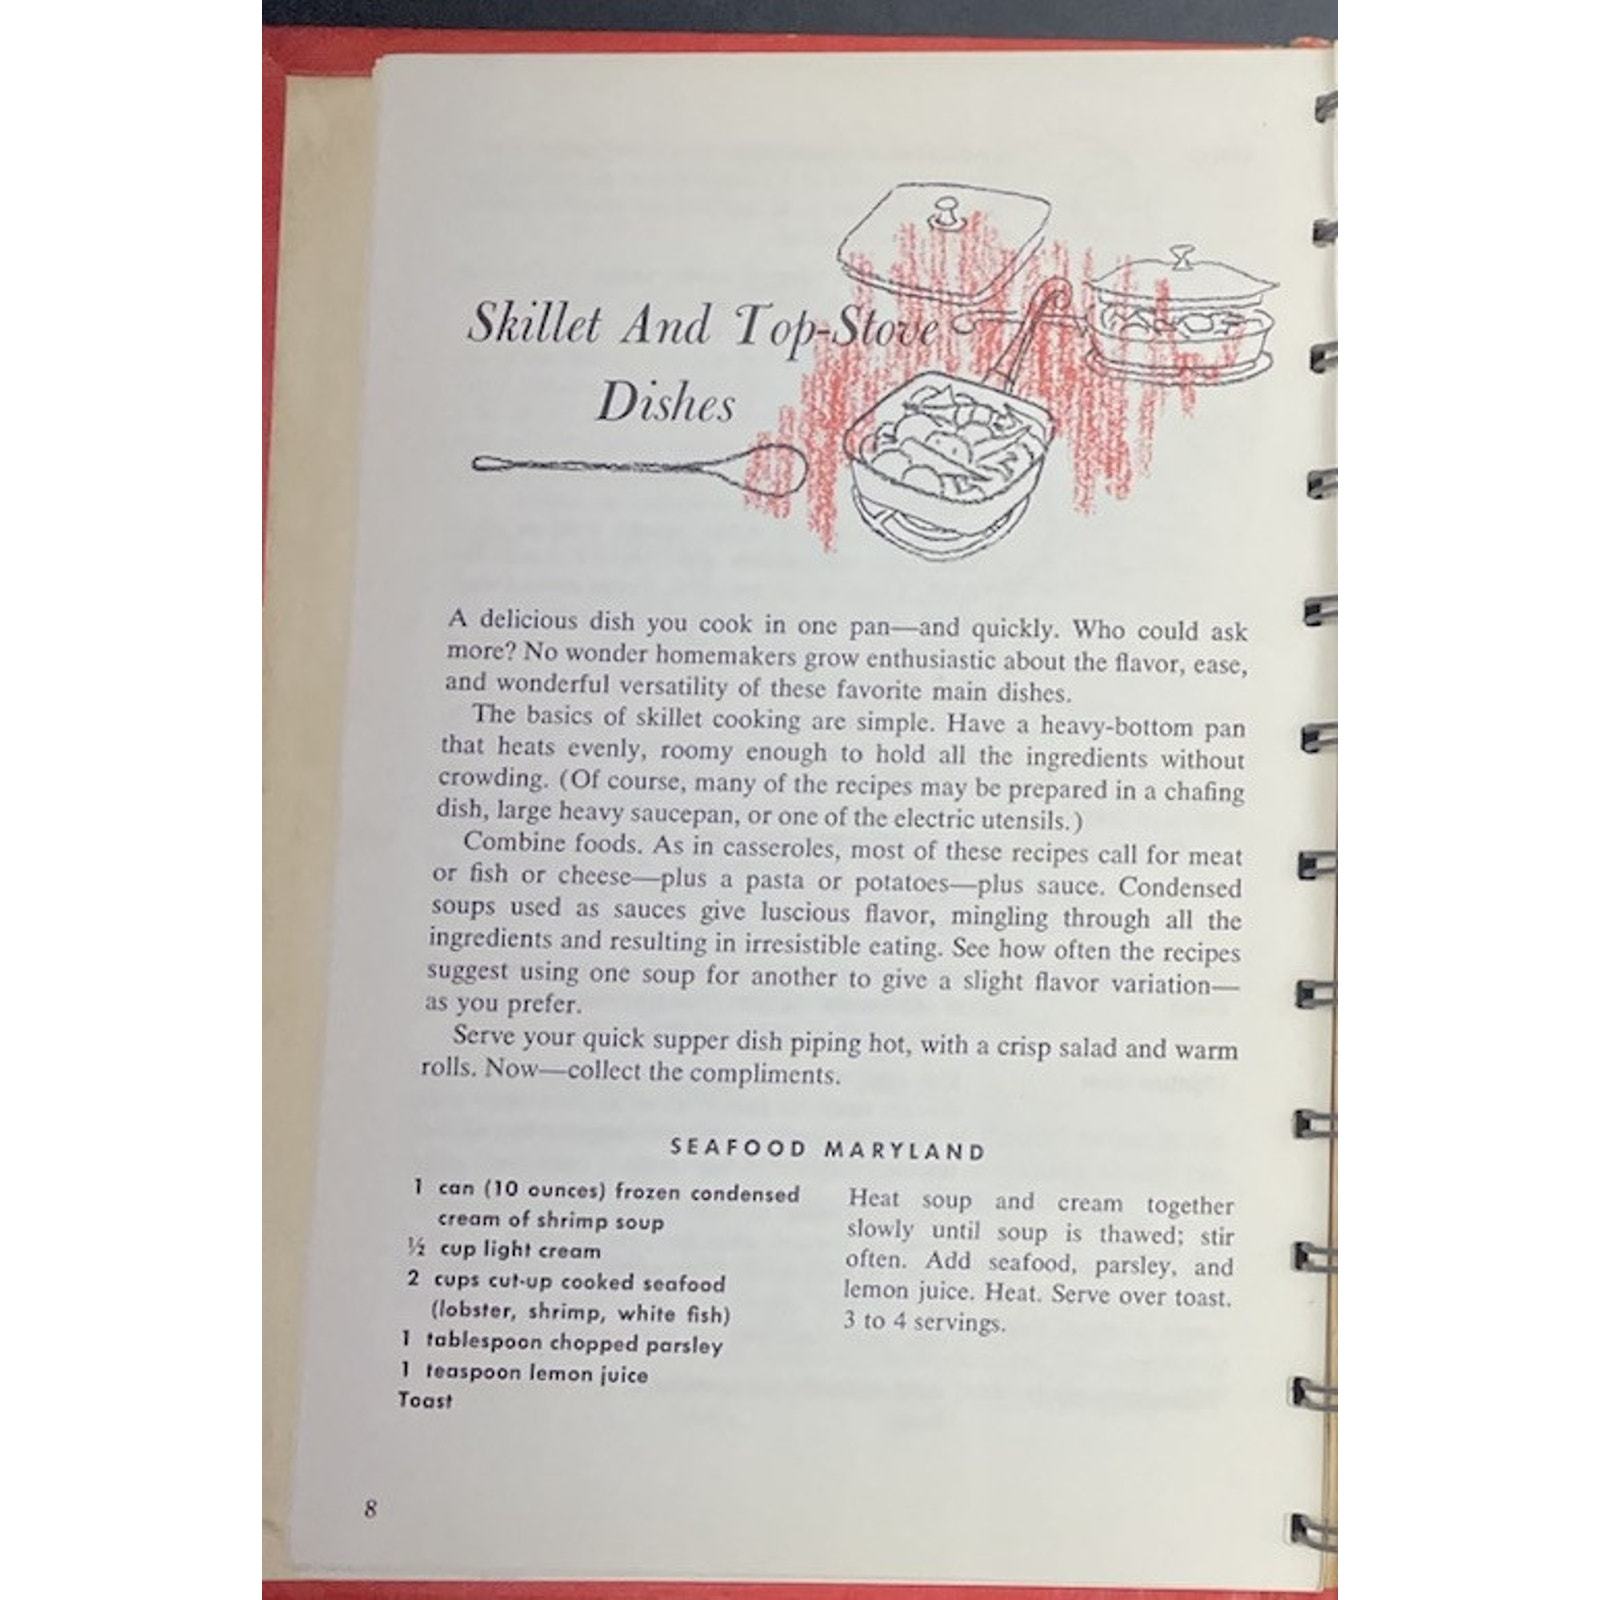 Skillet And Top-Stove
Dishes
A delicious dish you cook in one pan—and quickly. Who could ask
more? No wonder homemakers grow enthusiastic about the flavor, ease,
and wonderful versatility of these favorite main dishes.
The basics of skillet cooking are simple. Have a heavy-bottom pan
that heats evenly, roomy enough to hold all the ingredients without
crowding. (Of course, many of the recipes may be prepared in a chafing
dish, large heavy saucepan, or one of the electric utensils.)
Combine foods. As in casseroles, most of these recipes call for meat
or fish or cheese—plus a pasta or potatoes—plus sauce. Condensed
soups used as sauces give luscious flavor, mingling through all the
ingredients and resulting in irresistible eating. See how often the recipes
suggest using one soup for another to give a slight flavor variation—
as you prefer.
Serve your quick supper dish piping hot, with a crisp salad and warm
rolls. Now—collect the compliments.
SEAFOOD MARYLAND
1 can (10 ounces) frozen condensed
cream of shrimp soup
½ cup light cream
2 cups cut-up cooked seafood
(lobster, shrimp, white fish)
1 tablespoon chopped parsley
1 teaspoon lemon juice
Toast
Heat soup and cream together
slowly until soup is thawed; stir
often. Add seafood, parsley, and
lemon juice. Heat. Serve over toast.
3 to 4 servings.
8